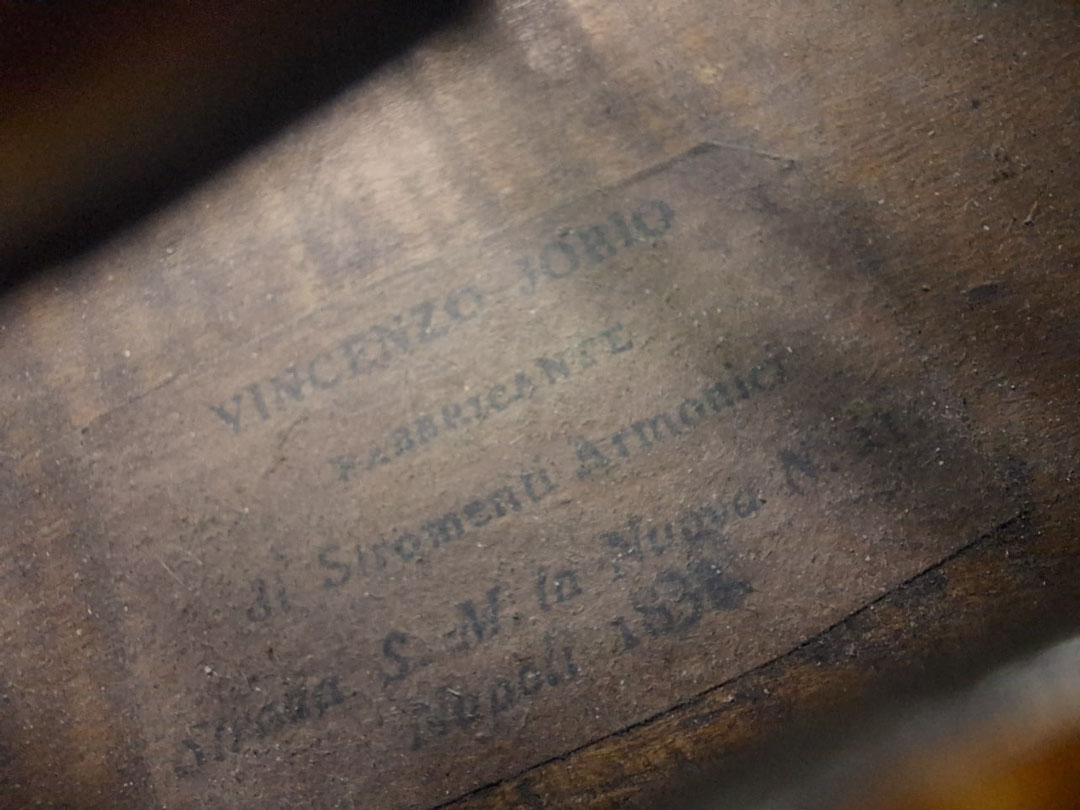 VINCENZO JORIO
FABBRICANTE
di Stromenti Armonici
Strada S. M. la Nuova N
Napoli